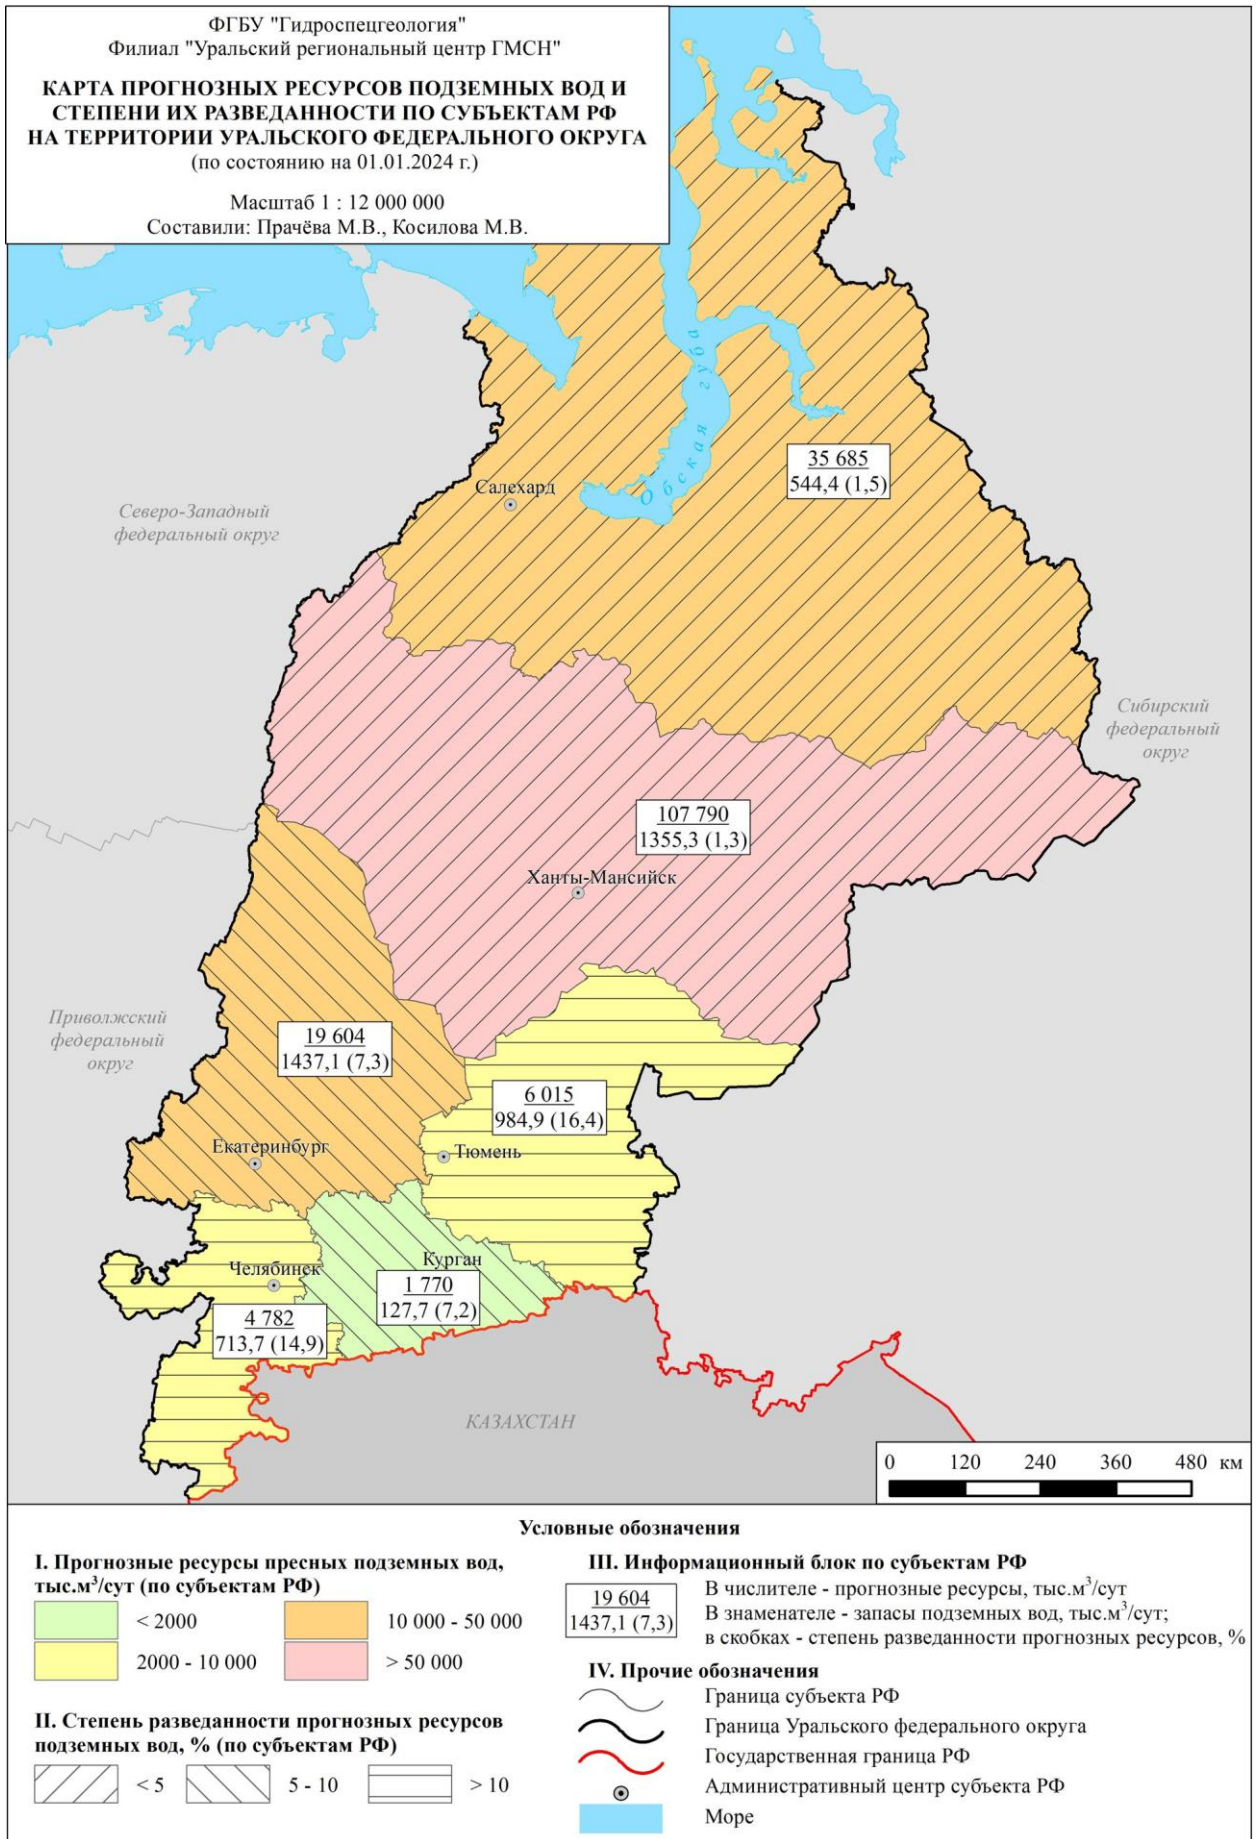 ФГБУ "Гидроспецгеология"
Филиал "Уральский региональный центр ГМСН"
КАРТА ПРОГНОЗНЫХ РЕСУРСОВ ПОДЗЕМНЫХ ВОД И
СТЕПЕНИ ИХ РАЗВЕДАННОСТИ ПО СУБЪЕКТАМ РФ
НА ТЕРРИТОРИИ УРАЛЬСКОГО ФЕДЕРАЛЬНОГО ОКРУГА
(по состоянию на 01.01.2024 г.)
Масштаб 1 : 12 000 000
Составили: Прачёва М.В., Косилова М.В.
Обская губа
35 685
544,4 (1,5)
Салехард
Северо-Западный
федеральный округ
Сибирский
федеральный
округ
107 790
1355,3 (1,3)
Ханты-Мансийск
Приволжский
федеральный
округ
19 604
1437,1 (7,3)
6 015
984,9 (16,4)
Екатеринбург
Тюмень
Курган
Челябинск
1 770
127,7 (7,2)
4 782
713,7 (14,9)
КАЗАХСТАН
0 120 240 360 480 км
Условные обозначения
I. Прогнозные ресурсы пресных подземных вод,
тыс.м³/сут (по субъектам РФ)
< 2000
10 000 - 50 000
2000 - 10 000
> 50 000
II. Степень разведанности прогнозных ресурсов
подземных вод, % (по субъектам РФ)
< 5
5 - 10
> 10
III. Информационный блок по субъектам РФ
19 604
1437,1 (7,3)
В числителе - прогнозные ресурсы, тыс.м³/сут
В знаменателе - запасы подземных вод, тыс.м³/сут;
в скобках - степень разведанности прогнозных ресурсов, %
IV. Прочие обозначения
Граница субъекта РФ
Граница Уральского федерального округа
Государственная граница РФ
Административный центр субъекта РФ
Море